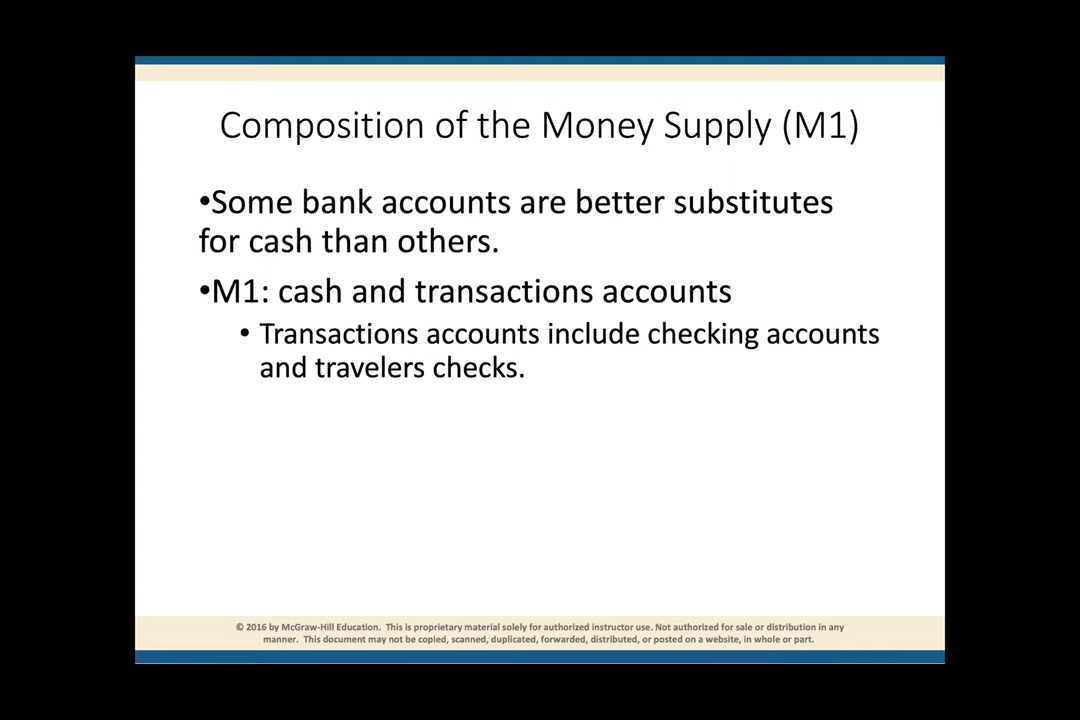 Composition of the Money Supply (M1)
•Some bank accounts are better substitutes
for cash than others.
•M1: cash and transactions accounts
• Transactions accounts include checking accounts
and travelers checks.
© 2016 by McGraw-Hill Education. This is proprietary material solely for authorized instructor use. Not authorized for sale or distribution in any
manner. This document may not be copied, scanned, duplicated, forwarded, distributed, or posted on a website, in whole or part.